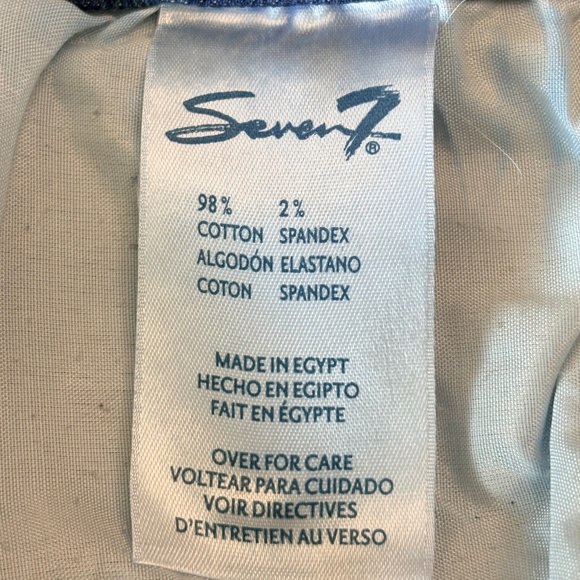 Seven7®
98% 2%
COTTON SPANDEX
ALGODÓN ELASTANO
COTON SPANDEX
MADE IN EGYPT
HECHO EN EGIPTO
FAIT EN ÉGYPTE
OVER FOR CARE
VOLTEAR PARA CUIDADO
VOIR DIRECTIVES
D'ENTRETIEN AU VERSO